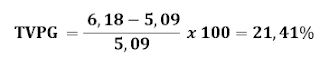 TVPG = 6,18 − 5,09 / 5,09 x 100 = 21,41%